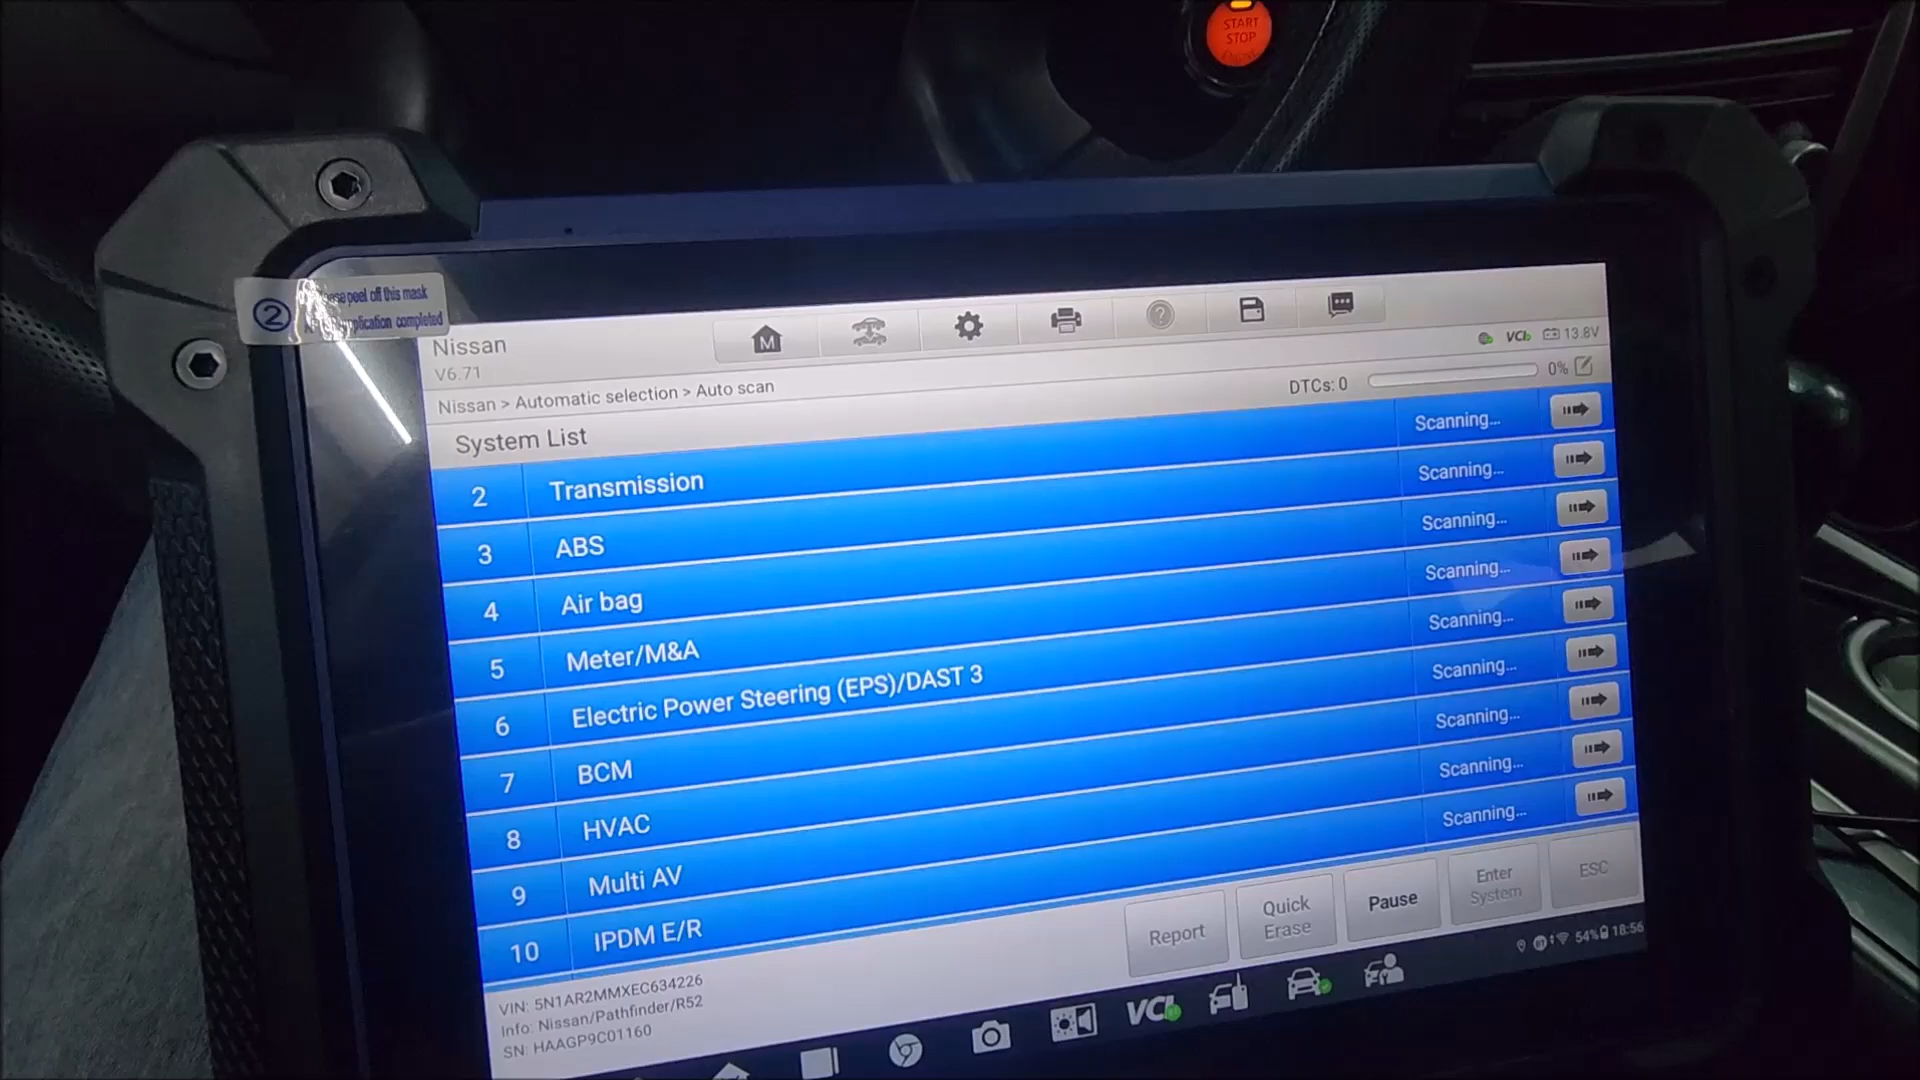 START
STOP
2
peel off this mask
completed
Nissan
V6.71
M
?
VCI 13.8V
Nissan > Automatic selection > Auto scan
DTCs: 0
0%
System List
Scanning...
2 Transmission Scanning...
3 ABS Scanning...
4 Air bag Scanning...
5 Meter/M&A Scanning...
6 Electric Power Steering (EPS)/DAST 3 Scanning...
7 BCM Scanning...
8 HVAC Scanning...
9 Multi AV Scanning...
10 IPDM E/R
Report
Quick
Erase
Pause
Enter
System
ESC
VIN: 5N1AR2MMXEC634226
Info: Nissan/Pathfinder/R52
SN: HAAGP9C01160
VCI
54% 18:56